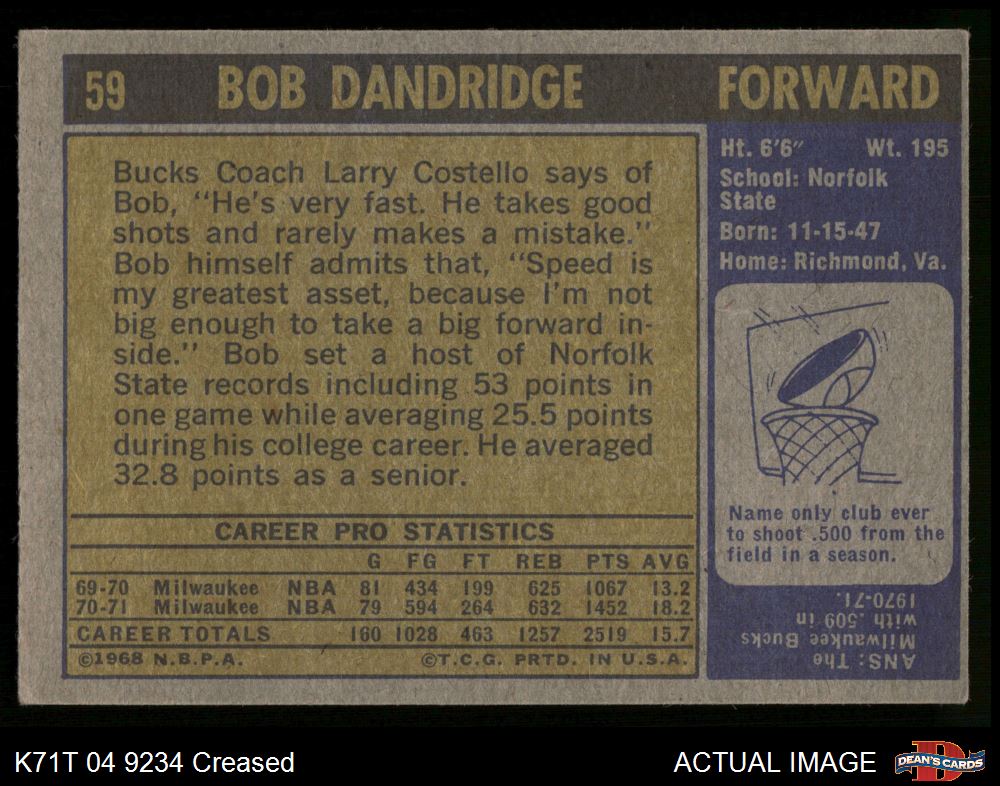 59 BOB DANDRIDGE FORWARD
Bucks Coach Larry Costello says of
Bob, "He's very fast. He takes good
shots and rarely makes a mistake."
Bob himself admits that, "Speed is
my greatest asset, because I'm not
big enough to take a big forward in-
side." Bob set a host of Norfolk
State records including 53 points in
one game while averaging 25.5 points
during his college career. He averaged
32.8 points as a senior.
CAREER PRO STATISTICS
G FG FT REB PTS AVG
69-70 Milwaukee NBA 81 434 199 625 1067 13.2
70-71 Milwaukee NBA 79 594 264 632 1452 18.2
CAREER TOTALS 160 1028 463 1257 2519 15.7
©1968 N.B.P.A. ©T.C.G. PRTD. IN U.S.A.
Ht. 6'6" Wt. 195
School: Norfolk
State
Born: 11-15-47
Home: Richmond, Va.
Name only club ever
to shoot .500 from the
field in a season.
ANS: The
Milwaukee Bucks
with .509 in
1970-71.
K71T 04 9234 Creased
ACTUAL IMAGE
D
DEAN'S CARDS